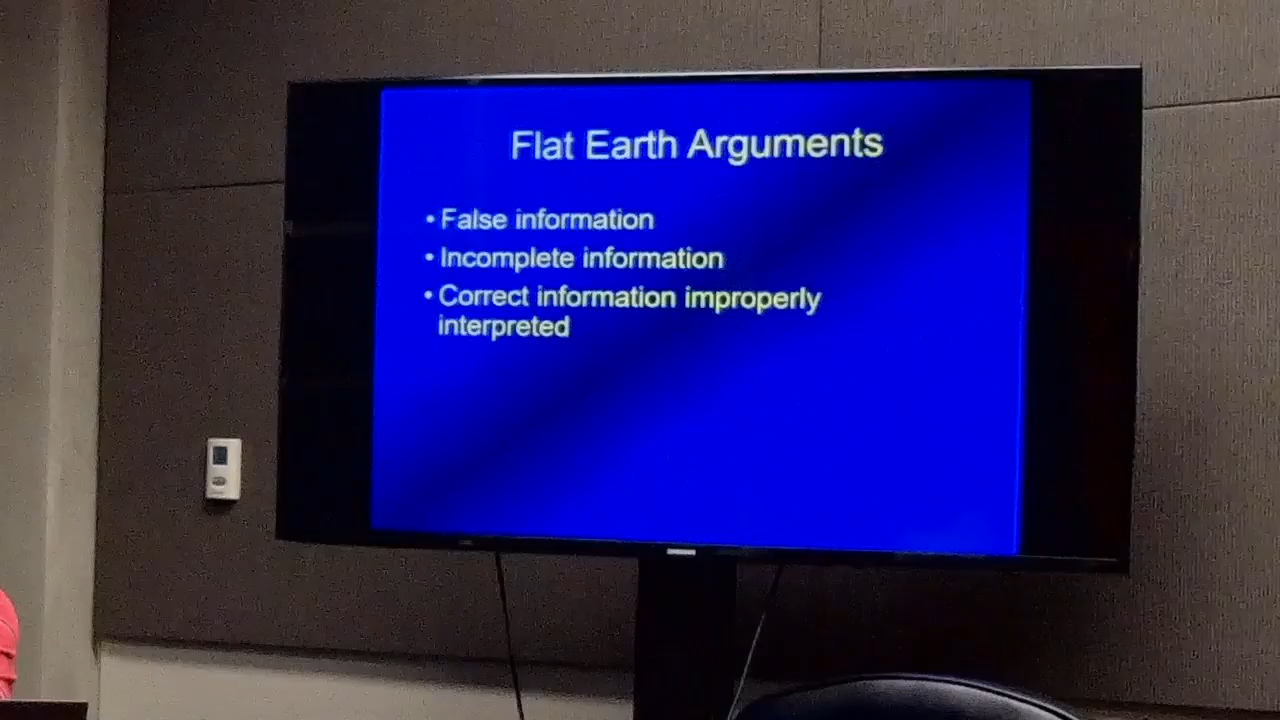 Flat Earth Arguments
• False information
• Incomplete information
• Correct information improperly
interpreted